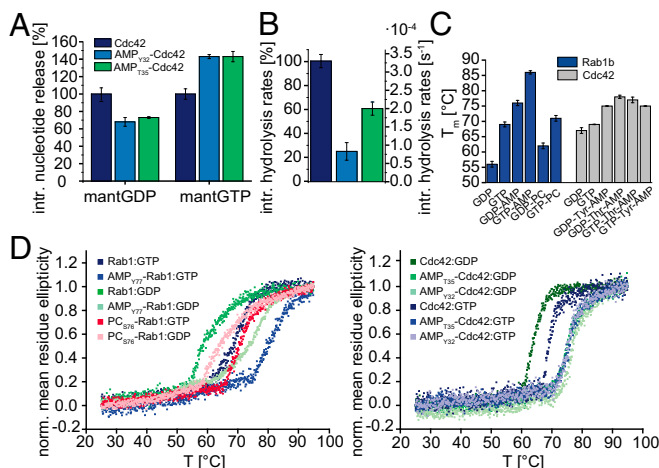 A
intr. nucleotide release [%]
160
140
120
100
80
60
40
20
0
Cdc42
AMPY32-Cdc42
AMPT35-Cdc42
mantGDP
mantGTP
B
intr. hydrolysis rates [%]
100
80
60
40
20
0
·10⁻⁴
4
3.5
3
2.5
2
1.5
1
0.5
0
intr. hydrolysis rates [s⁻¹]
C
Tm [°C]
90
85
80
75
70
65
60
55
50
Rab1b
Cdc42
GDP
GTP
GDP-AMP
GTP-AMP
GDP-PC
GTP-PC
GDP
GTP
GDP-Tyr-AMP
GDP-Thr-AMP
GTP-Thr-AMP
GTP-Tyr-AMP
D
norm. mean residue ellipticity
1.2
1.0
0.8
0.6
0.4
0.2
0.0
-0.2
Rab1:GTP
AMPY77-Rab1:GTP
Rab1:GDP
AMPY77-Rab1:GDP
PCS76-Rab1:GTP
PCS76-Rab1:GDP
20 30 40 50 60 70 80 90 100
T [°C]
norm. mean residue ellipticity
1.2
1.0
0.8
0.6
0.4
0.2
0.0
-0.2
Cdc42:GDP
AMPT35-Cdc42:GDP
AMPY32-Cdc42:GDP
Cdc42:GTP
AMPT35-Cdc42:GTP
AMPY32-Cdc42:GTP
20 30 40 50 60 70 80 90 100
T [°C]